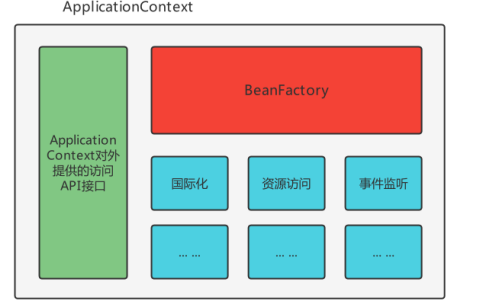 ApplicationContext
BeanFactory
Application
Context对外
提供的访问
API接口
国际化
资源访问
事件监听
... ...
... ...
... ...